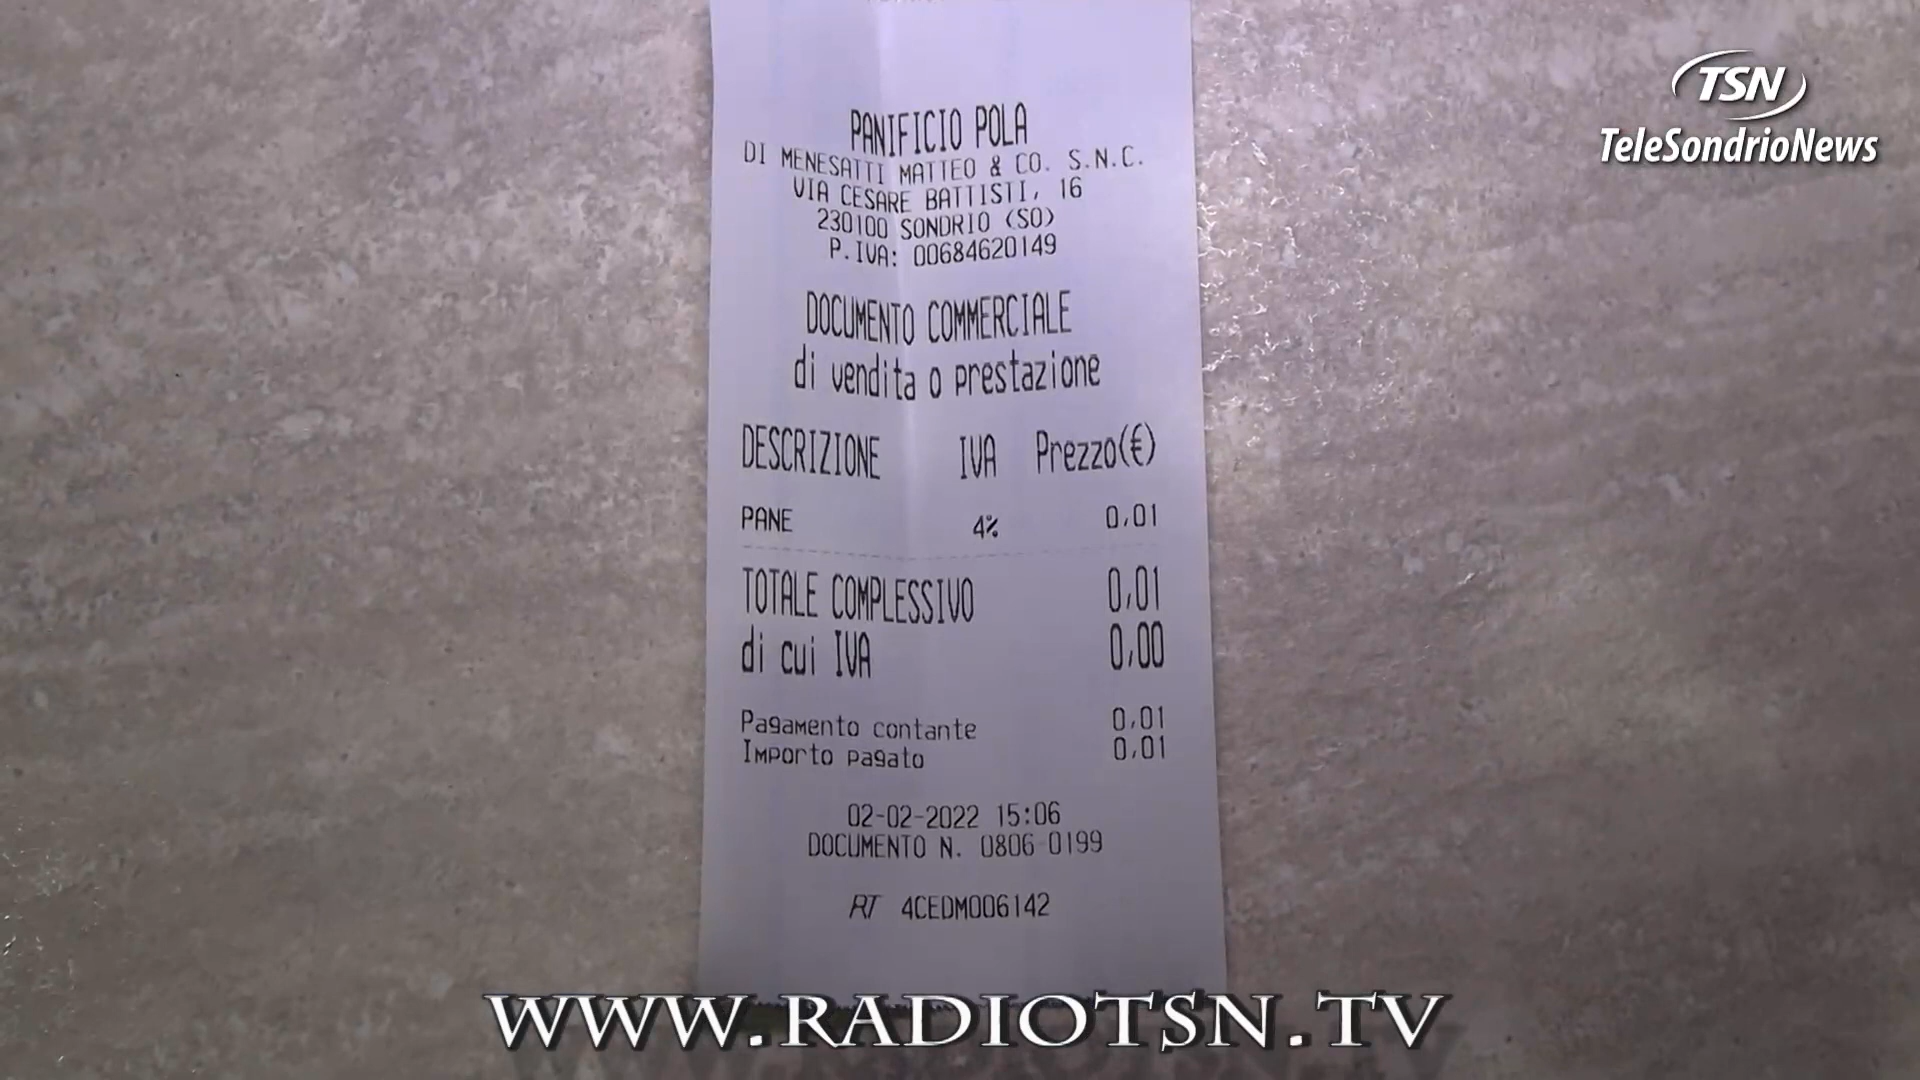 TSN
TeleSondrioNews
PANIFICIO POLA
DI MENESATTI MATTEO & CO. S.N.C.
VIA CESARE BATTISTI, 16
230100 SONDRIO (SO)
P.IVA: 00684620149
DOCUMENTO COMMERCIALE
di vendita o prestazione
DESCRIZIONE IVA Prezzo(€)
PANE 4% 0,01
TOTALE COMPLESSIVO 0,01
di cui IVA 0,00
Pagamento contante 0,01
Importo pagato 0,01
02-02-2022 15:06
DOCUMENTO N. 0806-0199
RT 4CEDM006142
WWW.RADIOTSN.TV